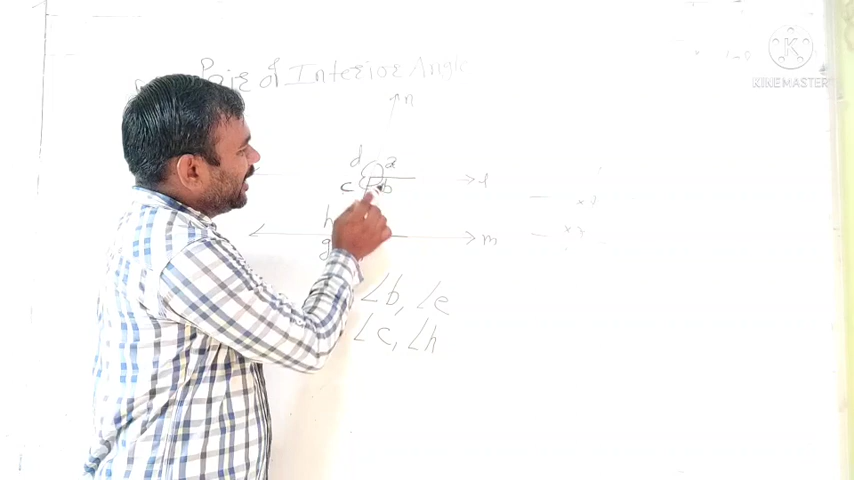 Pair of Interior Angle
n
d a
c b
l
h
g
m
∠b, ∠e
∠c, ∠h
K
KINEMASTER